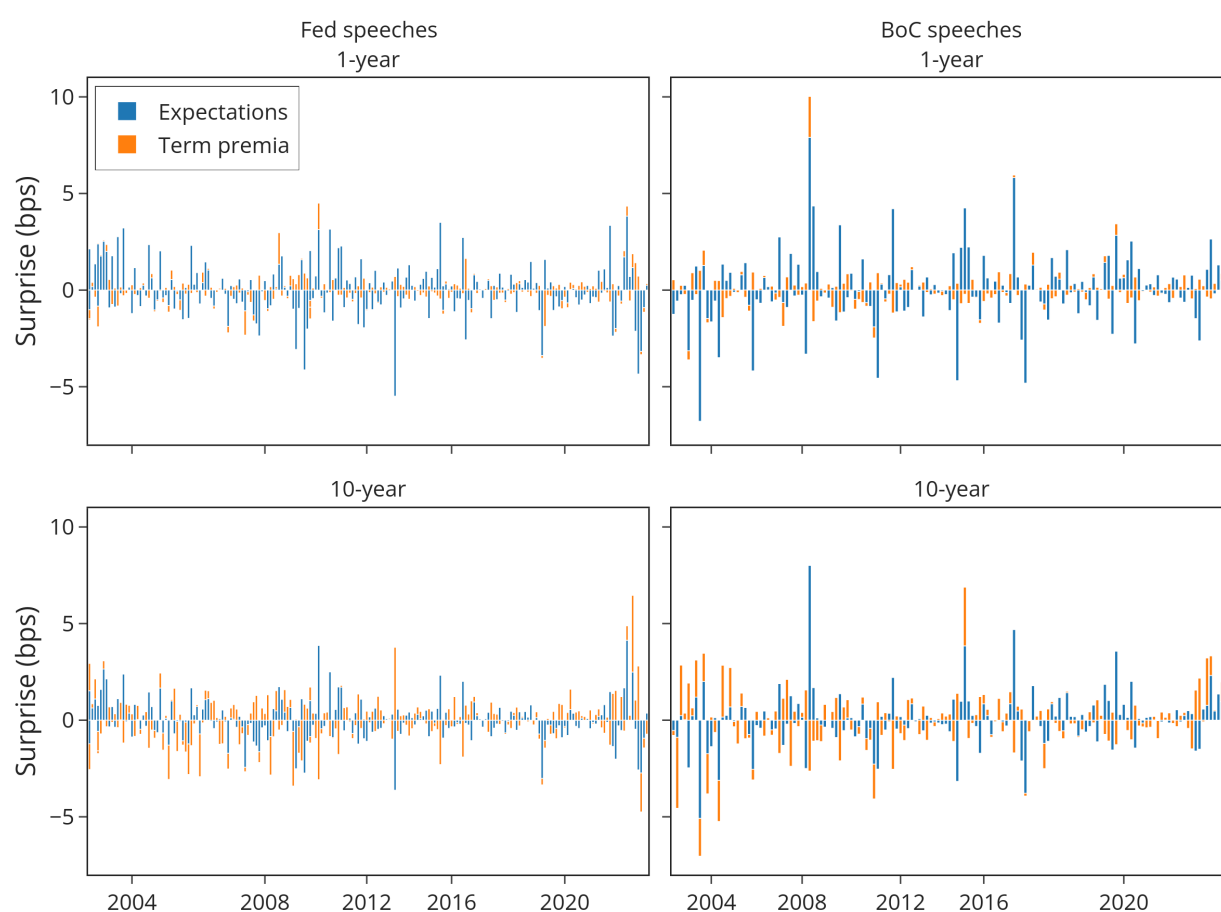 Fed speeches
1-year
BoC speeches
1-year
Expectations
Term premia
Surprise (bps)
10
5
0
−5
10-year
10-year
Surprise (bps)
10
5
0
−5
2004 2008 2012 2016 2020
2004 2008 2012 2016 2020